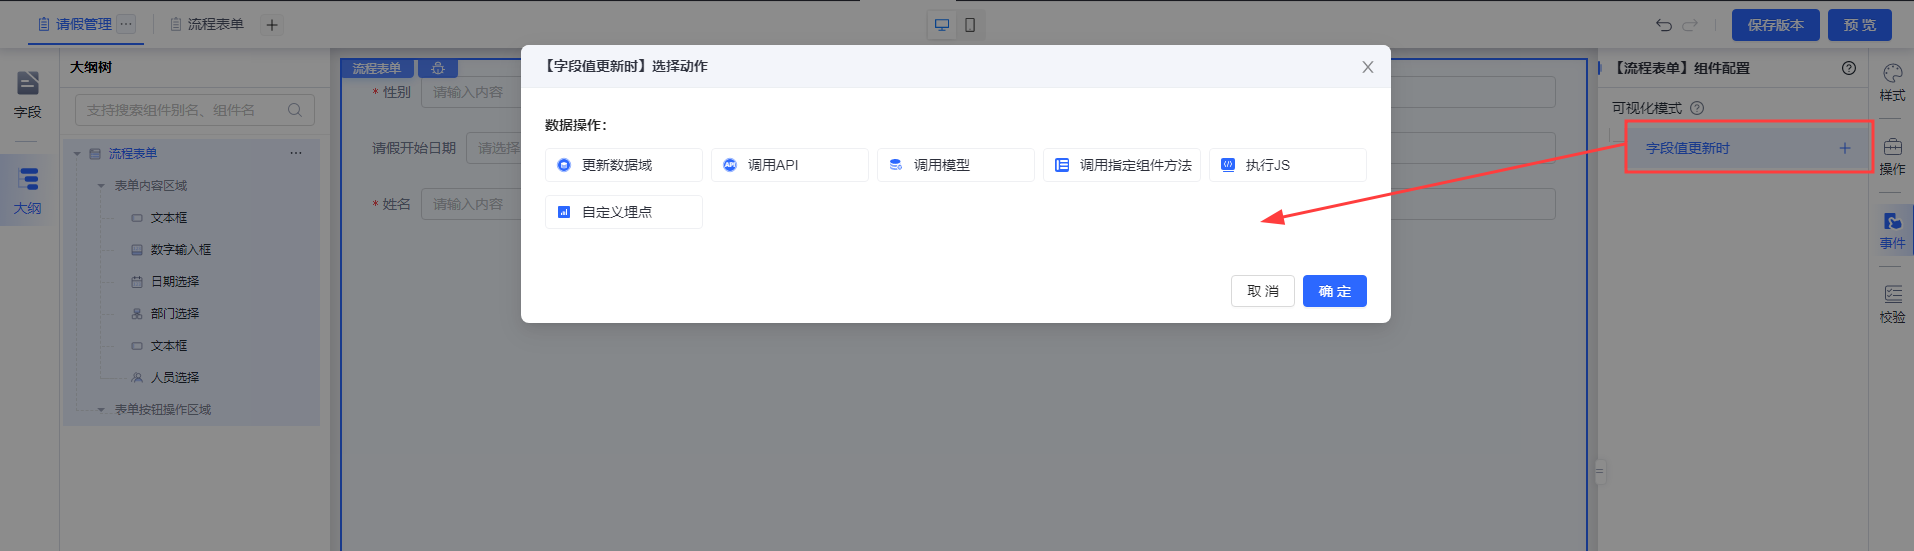 请假管理 ···
流程表单 +
保存版本
预 览
字段
大纲
大纲树
支持搜索组件别名、组件名
流程表单 ···
表单内容区域
文本框
数字输入框
日期选择
部门选择
文本框
人员选择
表单按钮操作区域
流程表单
* 性别 请输入内容
请假开始日期 请选择
* 姓名 请输入内容
【字段值更新时】选择动作
数据操作：
更新数据域
调用API
调用模型
调用指定组件方法
执行JS
自定义埋点
取 消
确 定
【流程表单】组件配置
可视化模式
字段值更新时 +
样式
操作
事件
校验